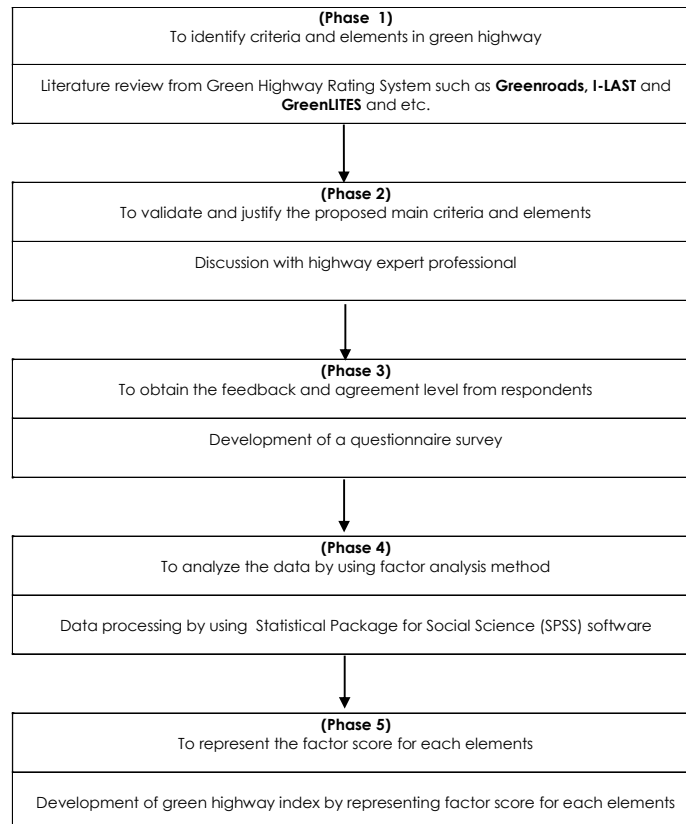 (Phase 1)
To identify criteria and elements in green highway
Literature review from Green Highway Rating System such as Greenroads, I-LAST and
GreenLITES and etc.
(Phase 2)
To validate and justify the proposed main criteria and elements
Discussion with highway expert professional
(Phase 3)
To obtain the feedback and agreement level from respondents
Development of a questionnaire survey
(Phase 4)
To analyze the data by using factor analysis method
Data processing by using Statistical Package for Social Science (SPSS) software
(Phase 5)
To represent the factor score for each elements
Development of green highway index by representing factor score for each elements